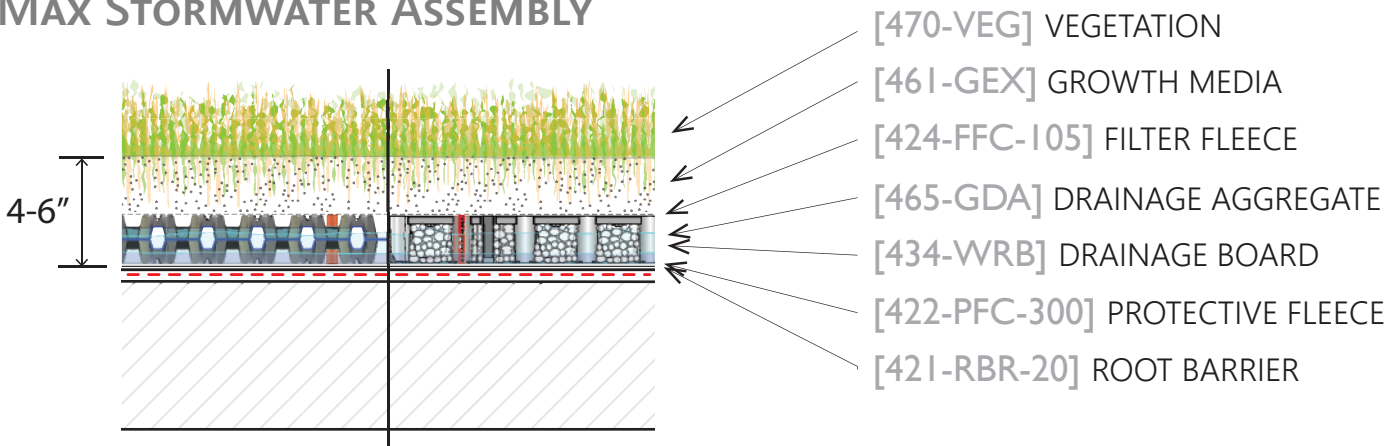 MAX STORMWATER ASSEMBLY
[470-VEG] VEGETATION
[461-GEX] GROWTH MEDIA
[424-FFC-105] FILTER FLEECE
[465-GDA] DRAINAGE AGGREGATE
[434-WRB] DRAINAGE BOARD
[422-PFC-300] PROTECTIVE FLEECE
[421-RBR-20] ROOT BARRIER
4-6”